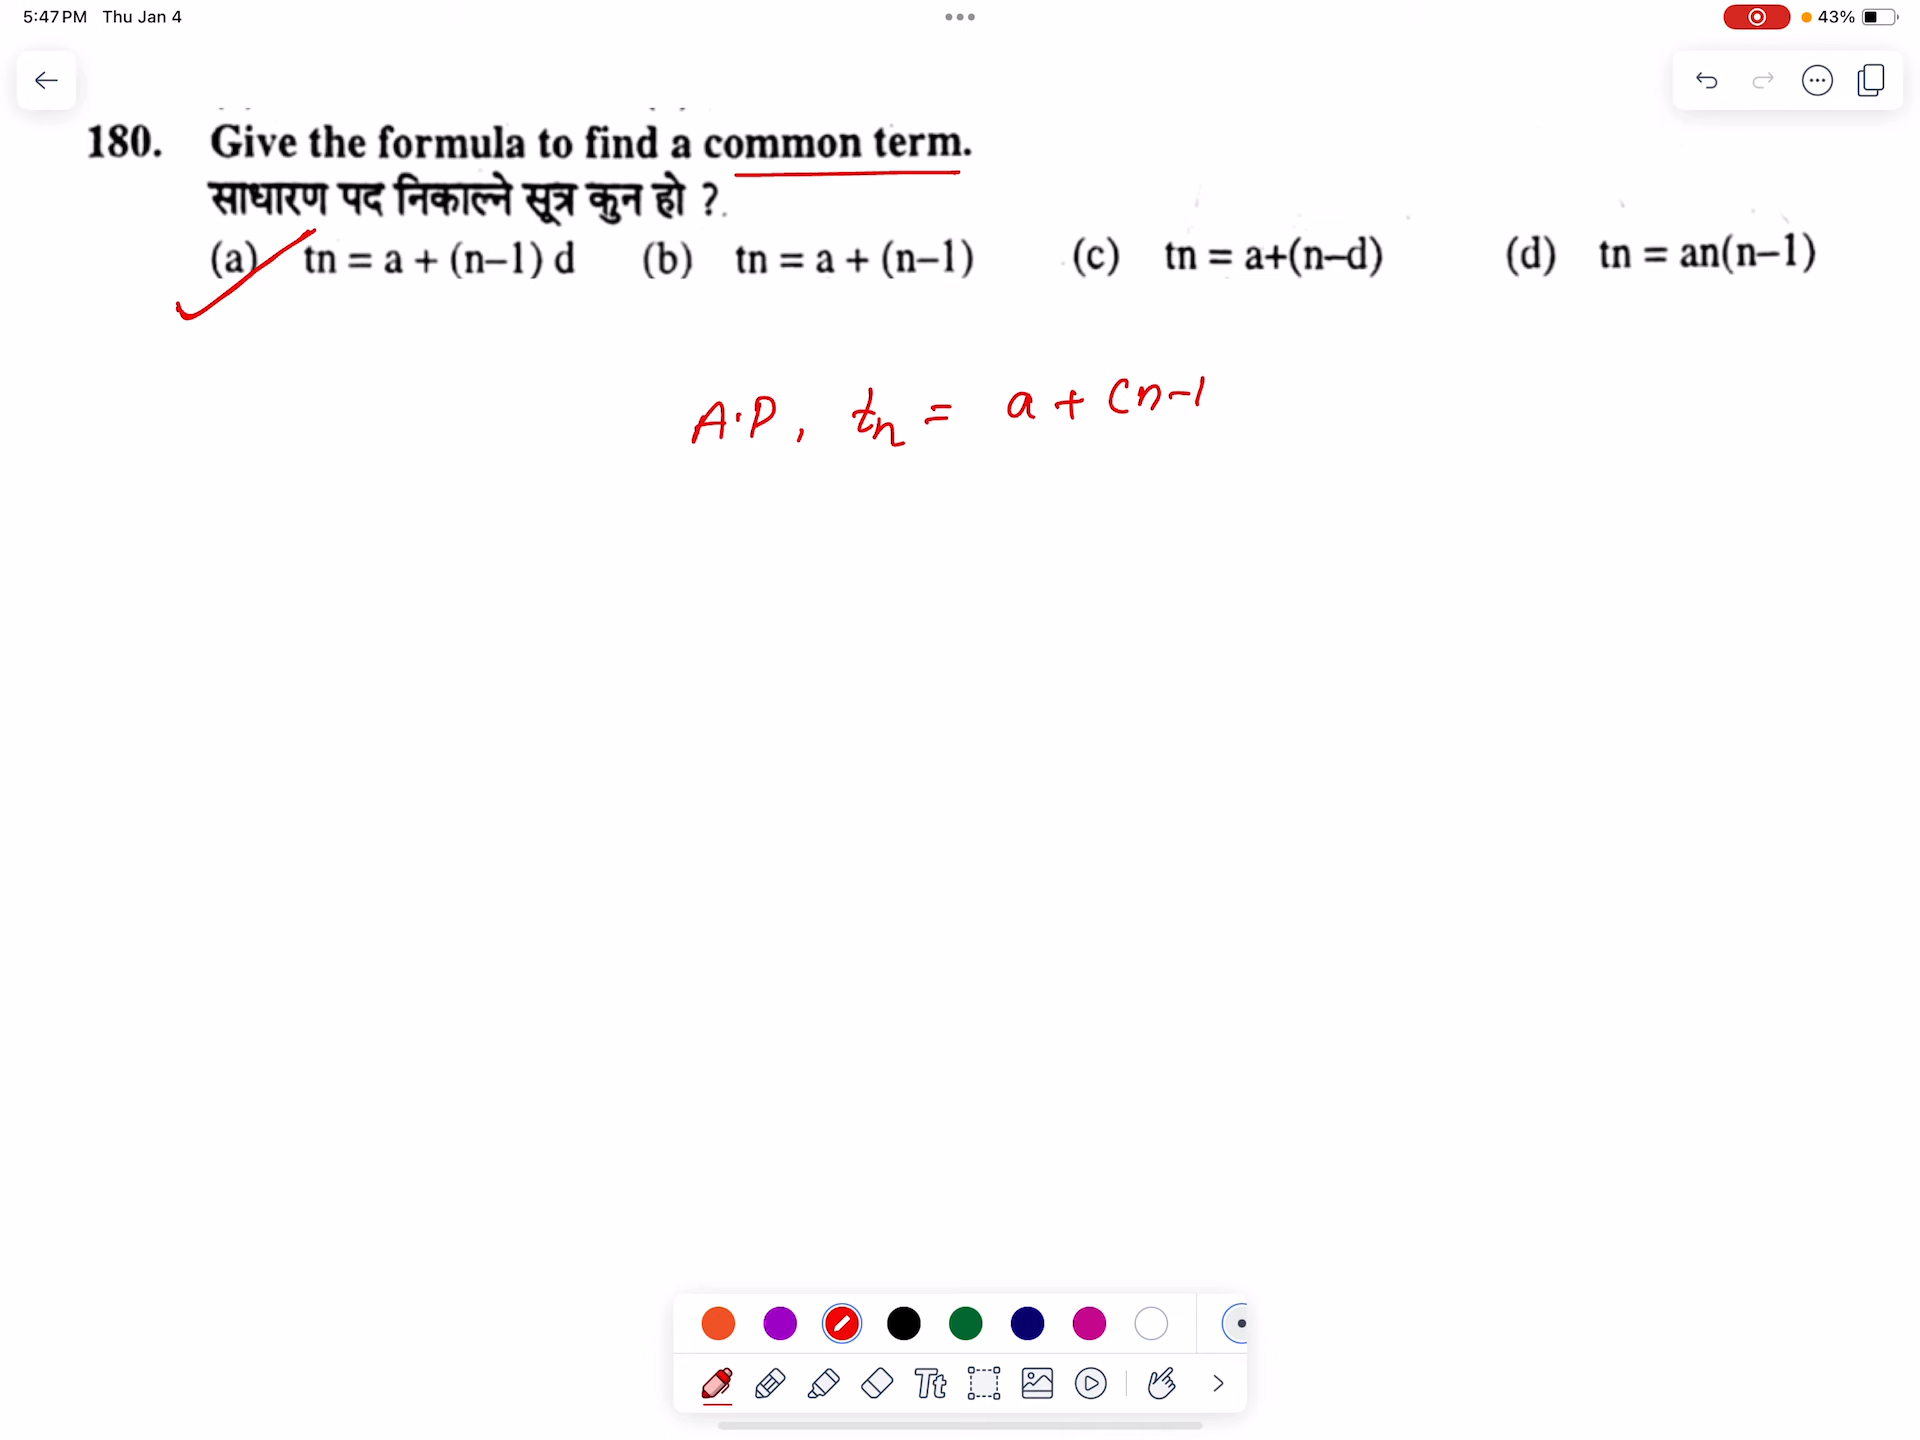 5:47 PM Thu Jan 4
43%
180. Give the formula to find a common term.
साधारण पद निकाल्ने सूत्र कुन हो ?
(a) tn = a + (n–1) d (b) tn = a + (n–1) (c) tn = a+(n–d) (d) tn = an(n–1)
A.P, tn = a + (n-1
Tt